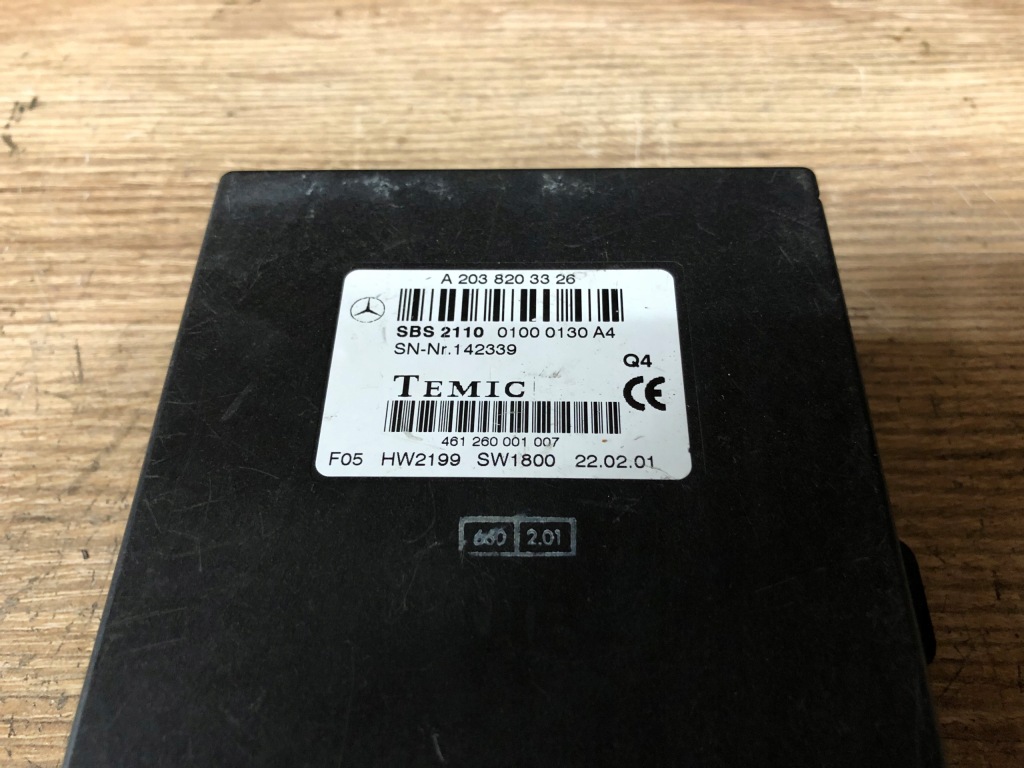 A 203 820 33 26
SBS 2110 0100 0130 A4
SN-Nr.142339
Q4
TEMIC
CE
461 260 001 007
F05 HW2199 SW1800 22.02.01
2.01